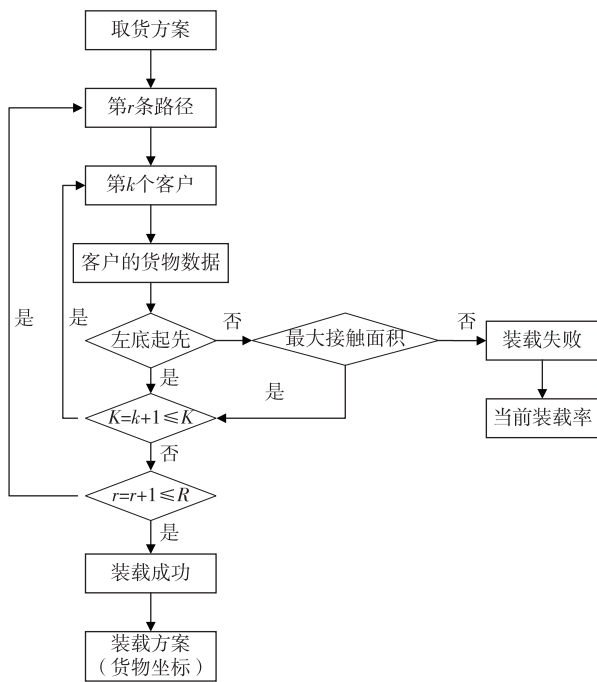 取货方案
第r条路径
第k个客户
客户的货物数据
是
是
左底起先
否
最大接触面积
否
装载失败
是
是
当前装载率
K=k+1≤K
否
r=r+1≤R
是
装载成功
装载方案
（货物坐标）